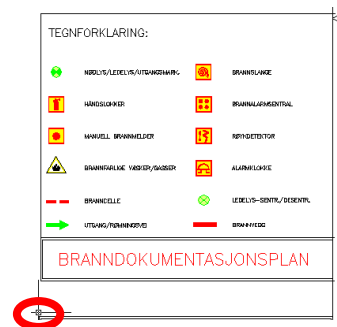 TEGNFORKLARING:
NØDLYS/LEDELYS/UTGANGSMARK.
BRANNSLANGE
HÅNDSLOKKER
BRANNALARMSENTRAL
MANUELL BRANNMELDER
RØYKDETEKTOR
BRANNFARLIGE VÆSKER/GASSER
ALARMKLOKKE
BRANNCELLE
LEDELYS-SENTR./DESENTR.
UTGANG/RØMNINGSVEI
BRANNVEGG
BRANNDOKUMENTASJONSPLAN